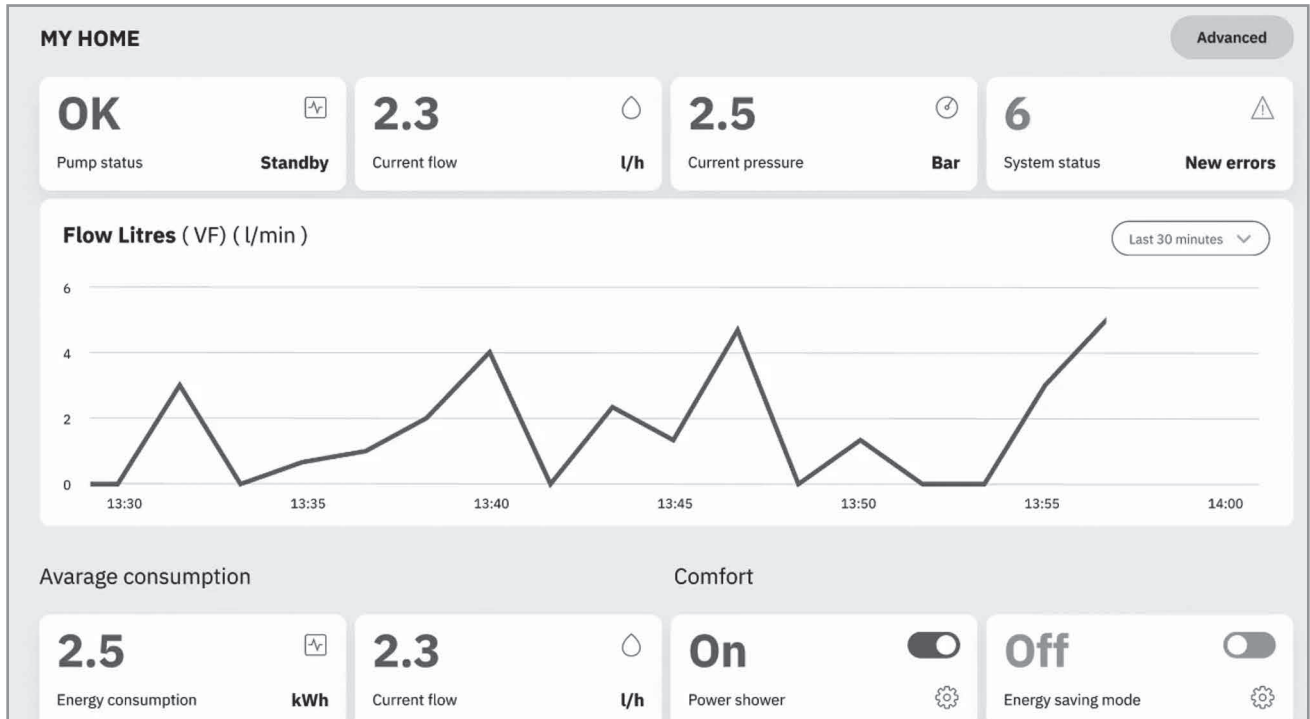 MY HOME
Advanced
OK
Pump status Standby
2.3
Current flow l/h
2.5
Current pressure Bar
6
System status New errors
Flow Litres ( VF) ( l/min )
Last 30 minutes
6
4
2
0
13:30 13:35 13:40 13:45 13:50 13:55 14:00
Avarage consumption
Comfort
2.5
Energy consumption kWh
2.3
Current flow l/h
On
Power shower
Off
Energy saving mode